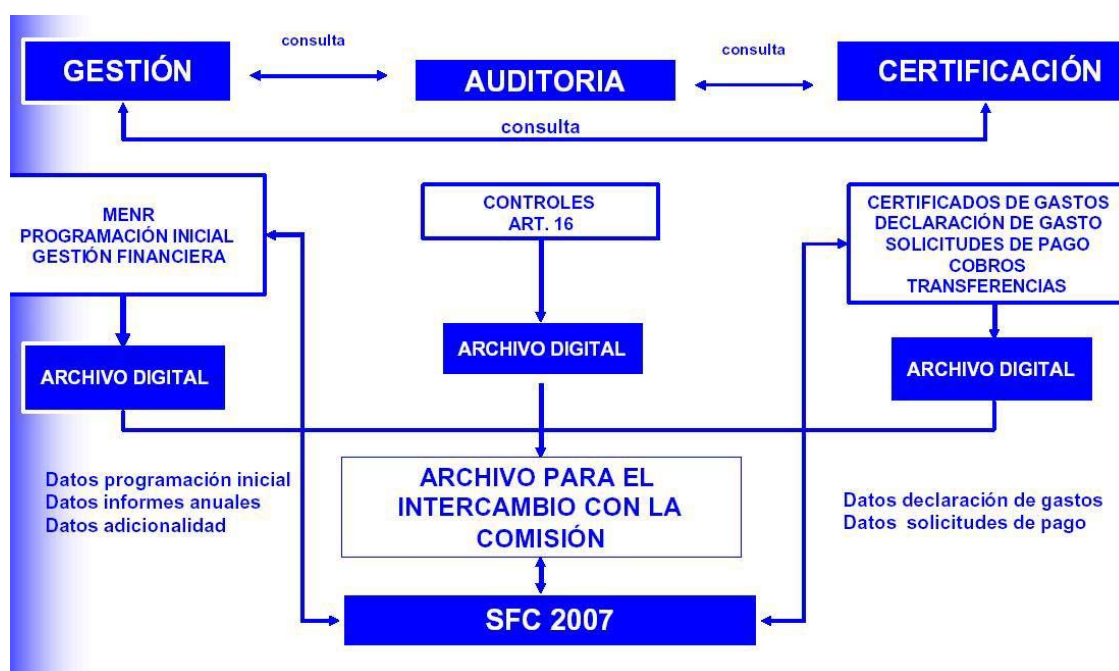 consulta
consulta
GESTIÓN
AUDITORIA
CERTIFICACIÓN
consulta
MENR
PROGRAMACIÓN INICIAL
GESTIÓN FINANCIERA
CONTROLES
ART. 16
CERTIFICADOS DE GASTOS
DECLARACIÓN DE GASTO
SOLICITUDES DE PAGO
COBROS
TRANSFERENCIAS
ARCHIVO DIGITAL
ARCHIVO DIGITAL
ARCHIVO DIGITAL
Datos programación inicial
Datos informes anuales
Datos adicionalidad
ARCHIVO PARA EL
INTERCAMBIO CON LA
COMISIÓN
Datos declaración de gastos
Datos solicitudes de pago
SFC 2007